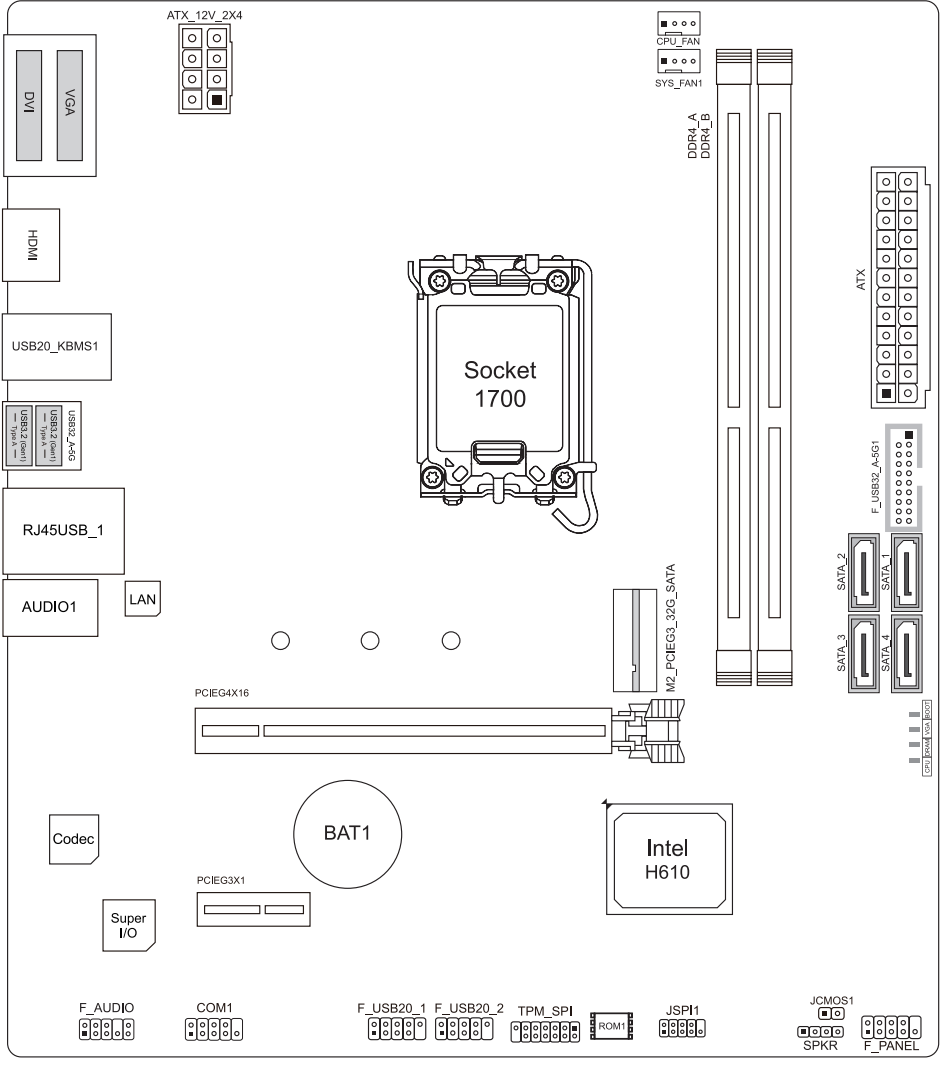 ATX_12V_2X4
CPU_FAN
SYS_FAN1
DVI
VGA
DDR4_A
DDR4_B
HDMI
ATX
USB20_KBMS1
Socket
1700
USB3.2 (Gen1)
— Type A —
USB3.2 (Gen1)
— Type A —
USB32_A-5G
F_USB32_A-5G1
RJ45USB_1
SATA_2
SATA_1
AUDIO1
LAN
M2_PCIEG3_32G_SATA
SATA_3
SATA_4
PCIEG4X16
BOOT
VGA
DRAM
CPU
BAT1
Codec
Intel
H610
PCIEG3X1
Super
I/O
F_AUDIO
COM1
F_USB20_1
F_USB20_2
TPM_SPI
ROM1
JSPI1
JCMOS1
SPKR
F_PANEL